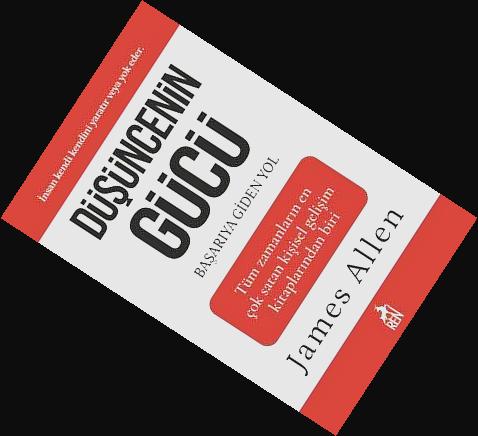 İnsan kendi kendini yaratır veya yok eder.
DÜŞÜNCENİN
GÜCÜ
BAŞARIYA GİDEN YOL
Tüm zamanların en
çok satan kişisel gelişim
kitaplarından biri
James Allen
REN